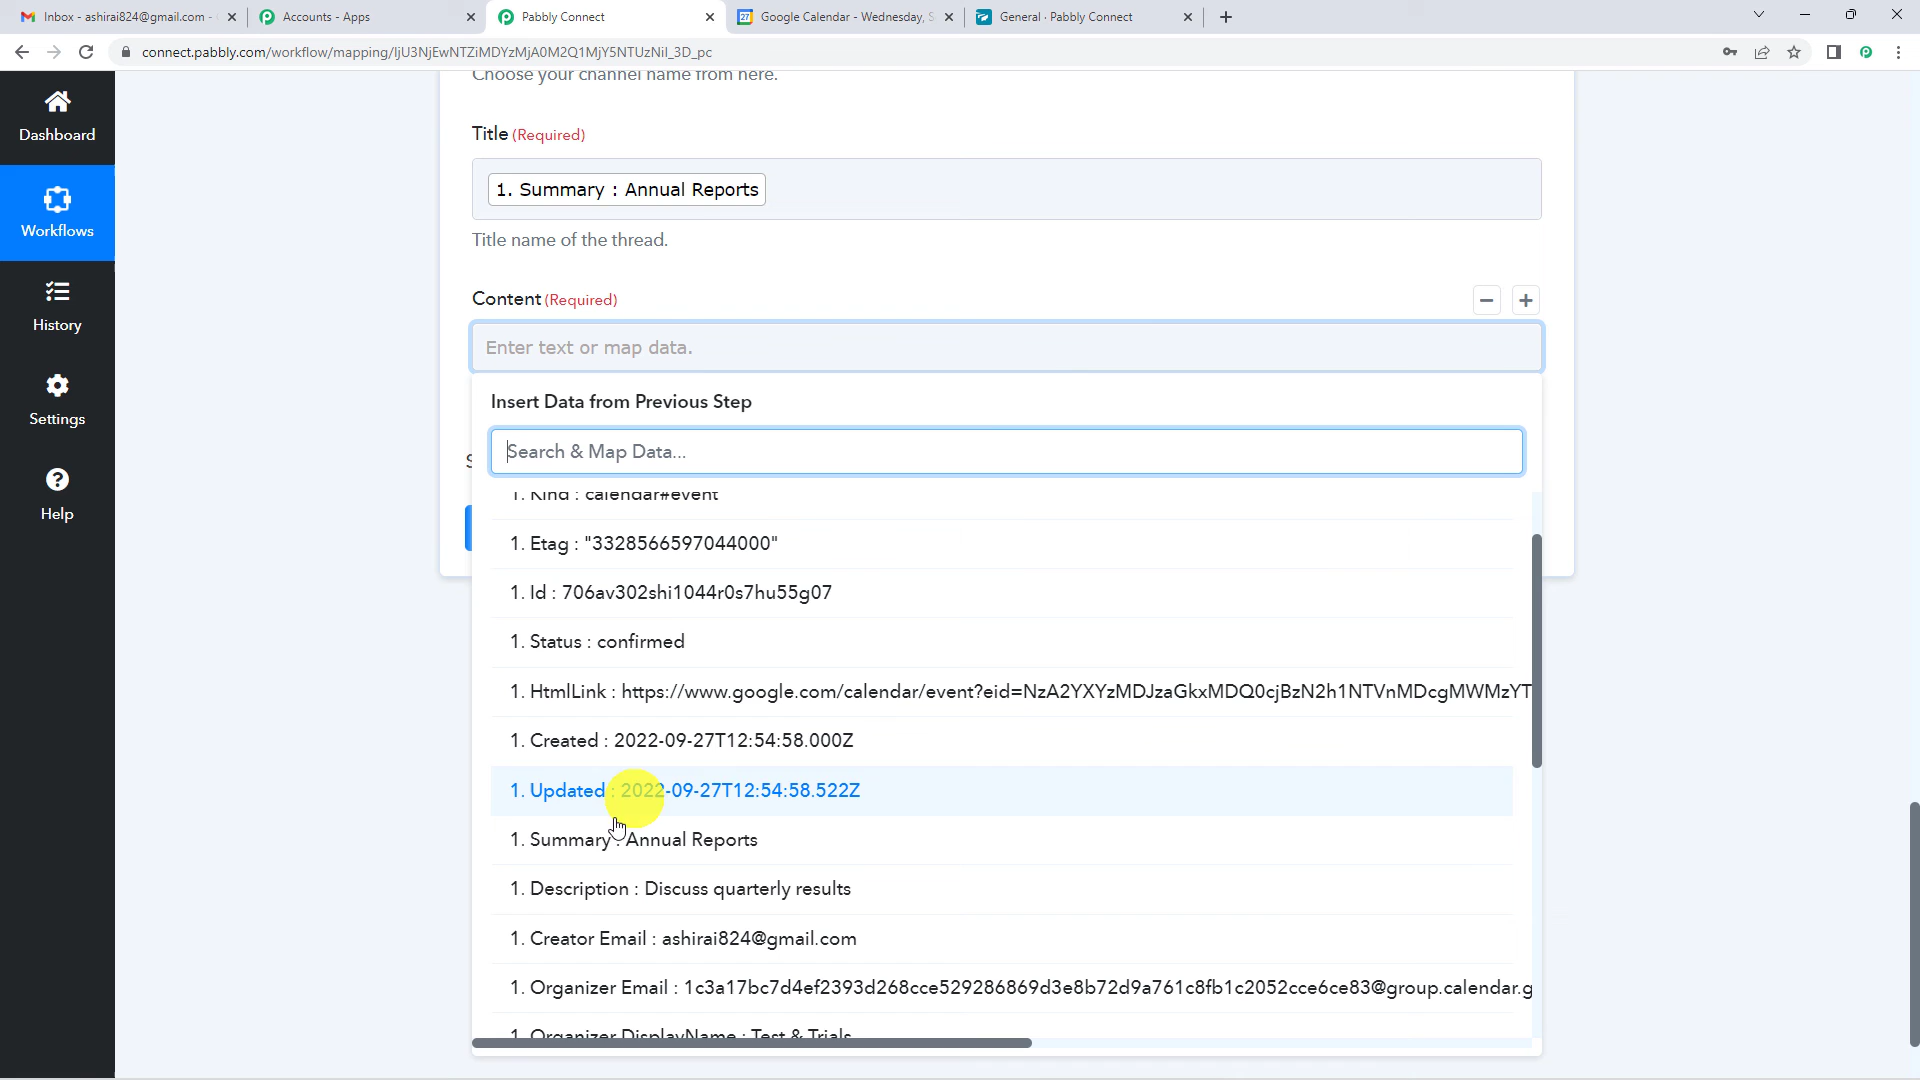 Inbox - ashirai824@gmail.com -
Accounts - Apps
Pabbly Connect
Google Calendar - Wednesday, S
General · Pabbly Connect
connect.pabbly.com/workflow/mapping/IjU3NjEwNTZiMDYzMjA0M2Q1MjY5NTUzNiI_3D_pc
Dashboard
Workflows
History
Settings
Help
Choose your channel name from here.
Title (Required)
1. Summary : Annual Reports
Title name of the thread.
Content (Required)
Enter text or map data.
Insert Data from Previous Step
Search & Map Data...
1. Kind : calendar#event
1. Etag : "3328566597044000"
1. Id : 706av302shi1044r0s7hu55g07
1. Status : confirmed
1. HtmlLink : https://www.google.com/calendar/event?eid=NzA2YXYzMDJzaGkxMDQ0cjBzN2h1NTVnMDcgMWMzYT
1. Created : 2022-09-27T12:54:58.000Z
1. Updated : 2022-09-27T12:54:58.522Z
1. Summary : Annual Reports
1. Description : Discuss quarterly results
1. Creator Email : ashirai824@gmail.com
1. Organizer Email : 1c3a17bc7d4ef2393d268cce529286869d3e8b72d9a761c8fb1c2052cce6ce83@group.calendar.g
1. Organizer DisplayName : Test & Trials